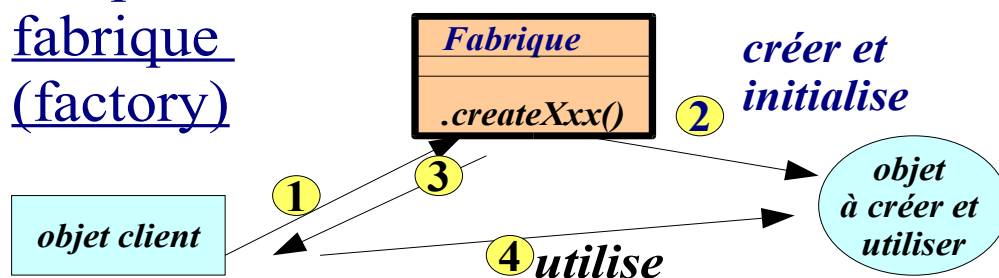 fabrique
(factory)
Fabrique
.createXxx()
créer et
initialise
2
1
3
objet client
objet
à créer et
utiliser
4 utilise